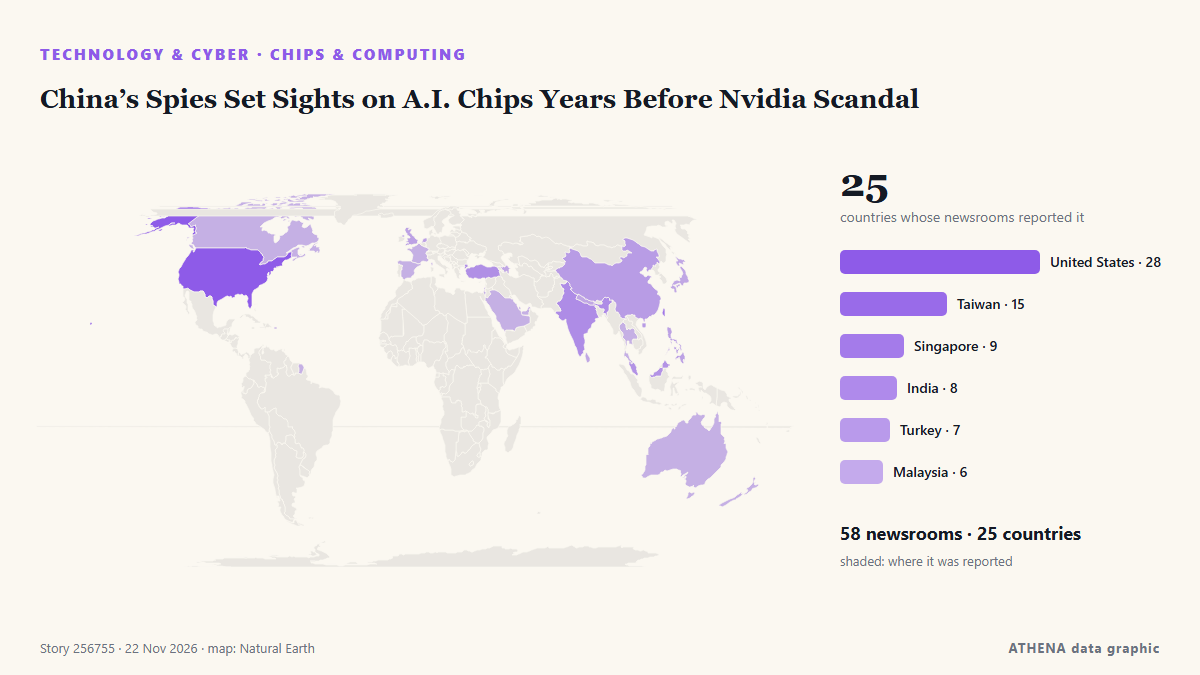 TECHNOLOGY & CYBER · CHIPS & COMPUTING
China’s Spies Set Sights on A.I. Chips Years Before Nvidia Scandal
25
countries whose newsrooms reported it
United States · 28
Taiwan · 15
Singapore · 9
India · 8
Turkey · 7
Malaysia · 6
58 newsrooms · 25 countries
shaded: where it was reported
Story 256755 · 22 Nov 2026 · map: Natural Earth
ATHENA data graphic